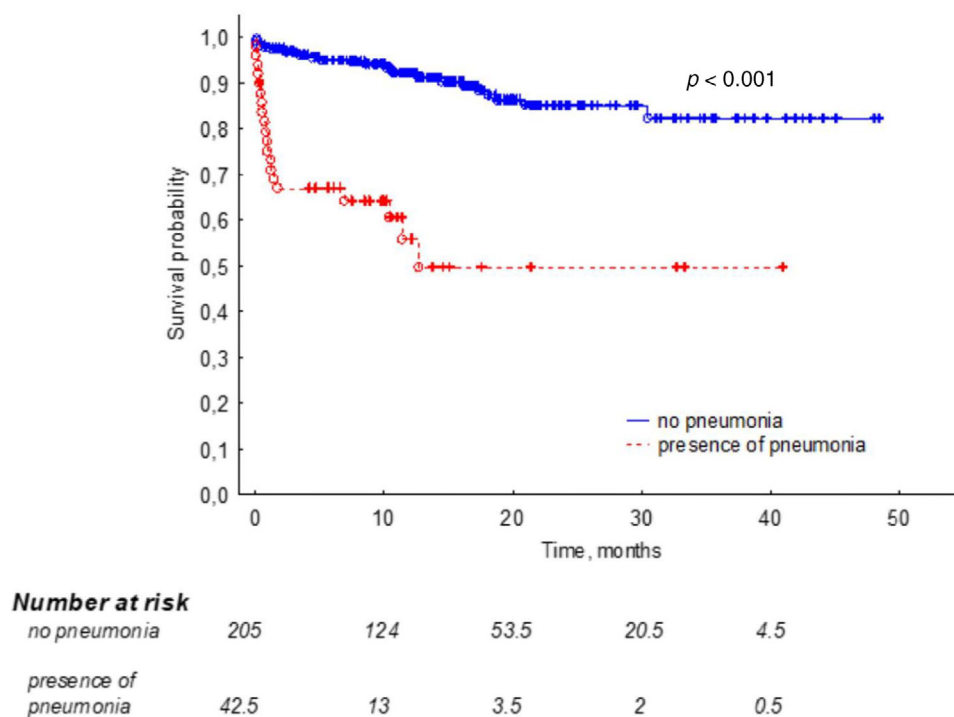 1,0
0,9
0,8
0,7
0,6
0,5
0,4
0,3
0,2
0,1
0,0
Survival probability
p < 0.001
no pneumonia
presence of pneumonia
0 10 20 30 40 50
Time, months
Number at risk
no pneumonia 205 124 53.5 20.5 4.5
presence of
pneumonia 42.5 13 3.5 2 0.5